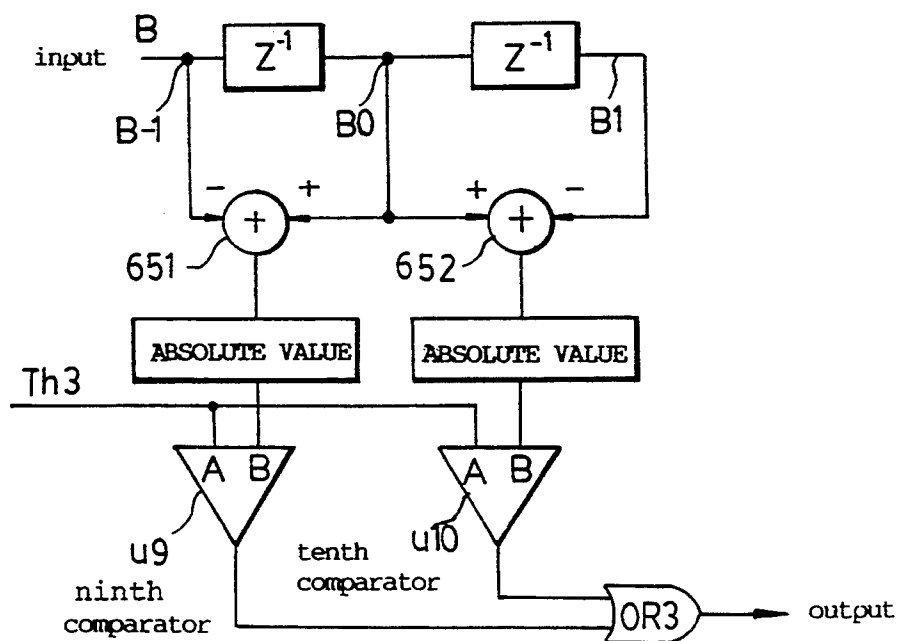 B
input
Z⁻¹
Z⁻¹
B-1
B0
B1
−
+
+
−
+
+
651
652
ABSOLUTE VALUE
ABSOLUTE VALUE
Th3
A B
A B
u9
u10
tenth
comparator
ninth
comparator
OR3
output